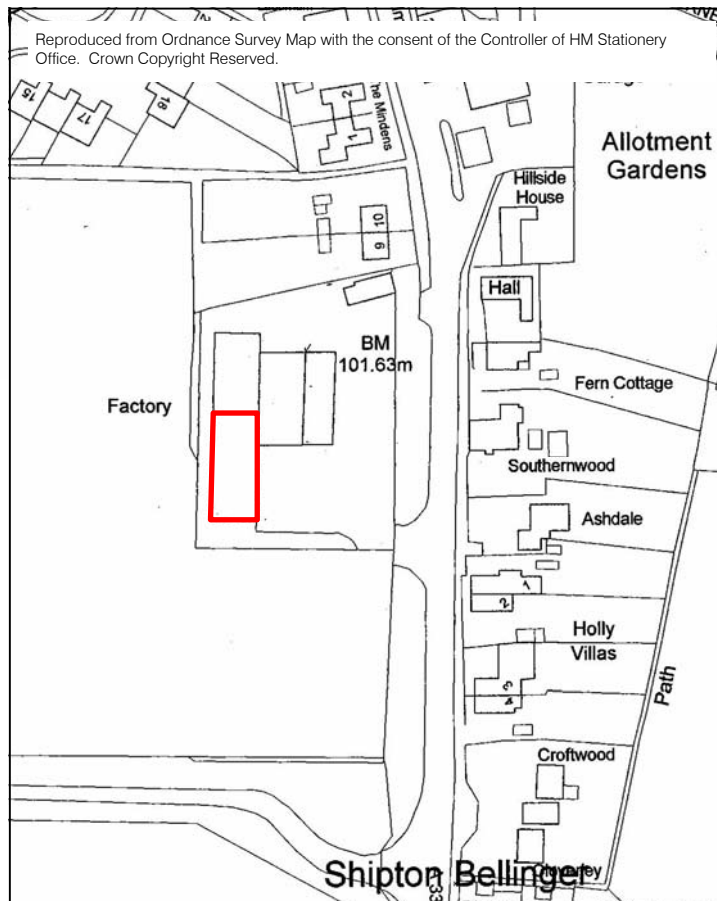 Reproduced from Ordnance Survey Map with the consent of the Controller of HM Stationery
Office. Crown Copyright Reserved.
15
17
18
2
1
The Mindens
Allotment
Gardens
Hillside
House
10
9
Hall
BM
101.63m
Fern Cottage
Factory
Southernwood
Ashdale
1
2
Holly
Villas
3
4
Path
Croftwood
Shipton Bellinger